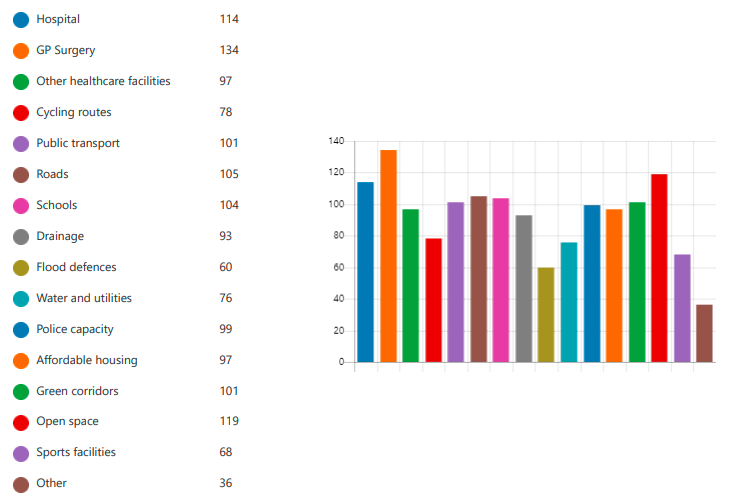 Hospital 114
GP Surgery 134
Other healthcare facilities 97
Cycling routes 78
Public transport 101
Roads 105
Schools 104
Drainage 93
Flood defences 60
Water and utilities 76
Police capacity 99
Affordable housing 97
Green corridors 101
Open space 119
Sports facilities 68
Other 36
140
120
100
80
60
40
20
0